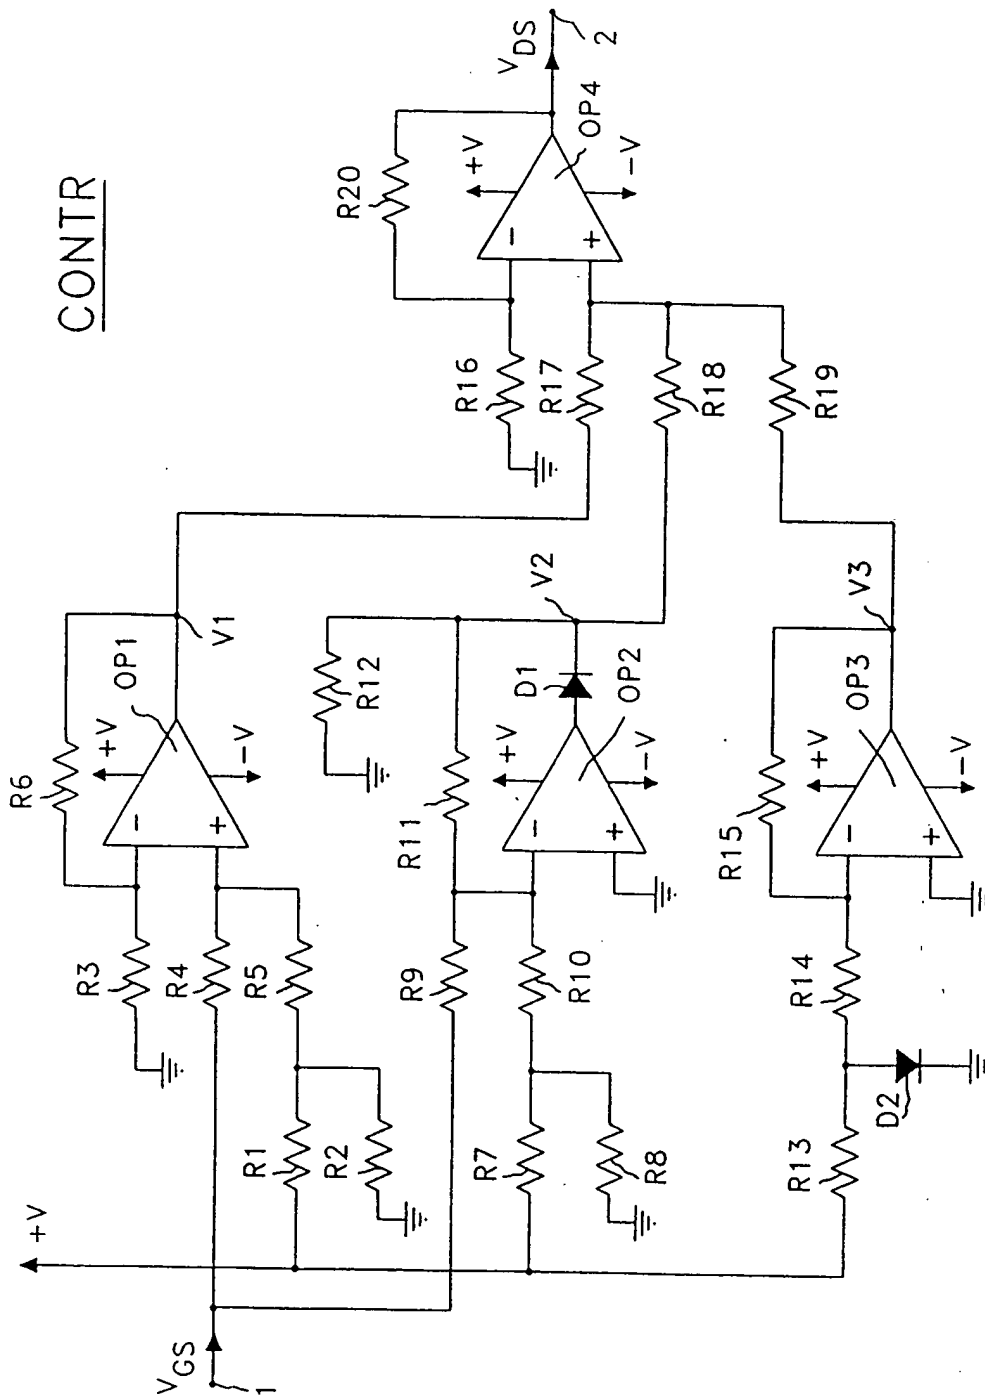 CONTR
+V
VGS
1
R1
R2
R3
R4
R5
R6
OP1
+V
-V
-
+
V1
R7
R8
R9
R10
R11
R12
D1
OP2
+V
-V
-
+
V2
R13
D2
R14
R15
OP3
+V
-V
-
+
V3
R16
R17
R18
R19
R20
OP4
+V
-V
-
+
VDS
2